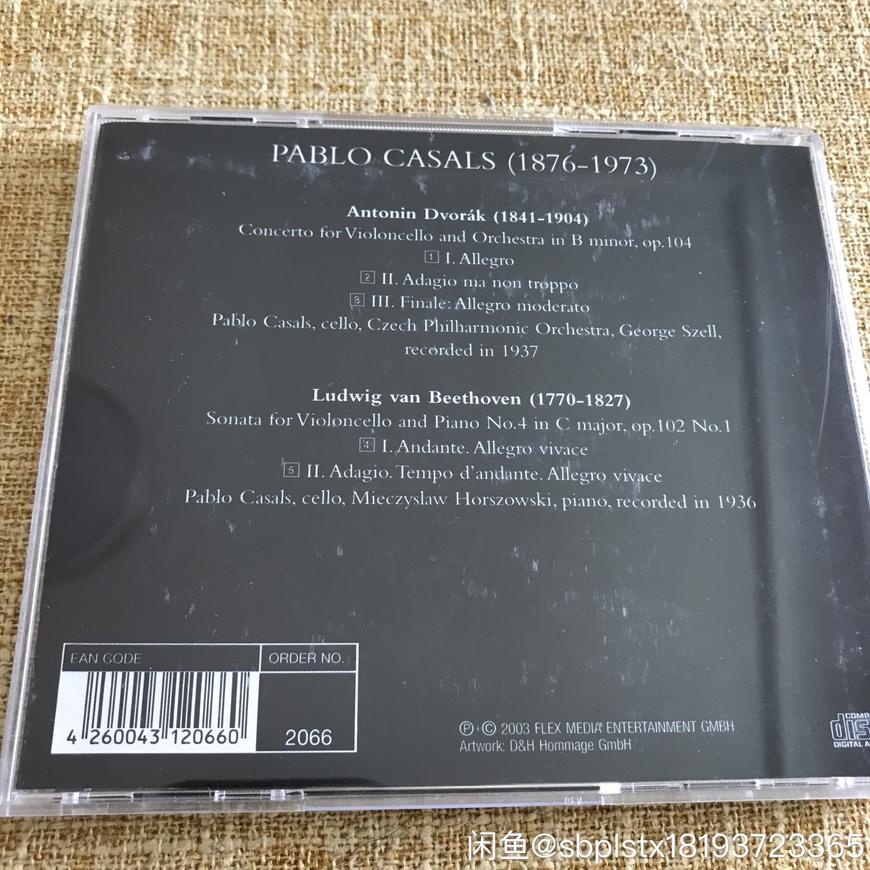 PABLO CASALS (1876-1973)
Antonin Dvorák (1841-1904)
Concerto for Violoncello and Orchestra in B minor, op.104
1 I. Allegro
2 II. Adagio ma non troppo
3 III. Finale: Allegro moderato
Pablo Casals, cello, Czech Philharmonic Orchestra, George Szell,
recorded in 1937
Ludwig van Beethoven (1770-1827)
Sonata for Violoncello and Piano No.4 in C major, op.102 No.1
4 I. Andante. Allegro vivace
5 II. Adagio. Tempo d'andante. Allegro vivace
Pablo Casals, cello, Mieczyslaw Horszowski, piano, recorded in 1936
EAN CODE ORDER NO.
4 260043 120660 2066
℗+© 2003 FLEX MEDIA ENTERTAINMENT GMBH
Artwork: D&H Hommage GmbH
DIGITAL A
闲鱼@sbplstx18193723365